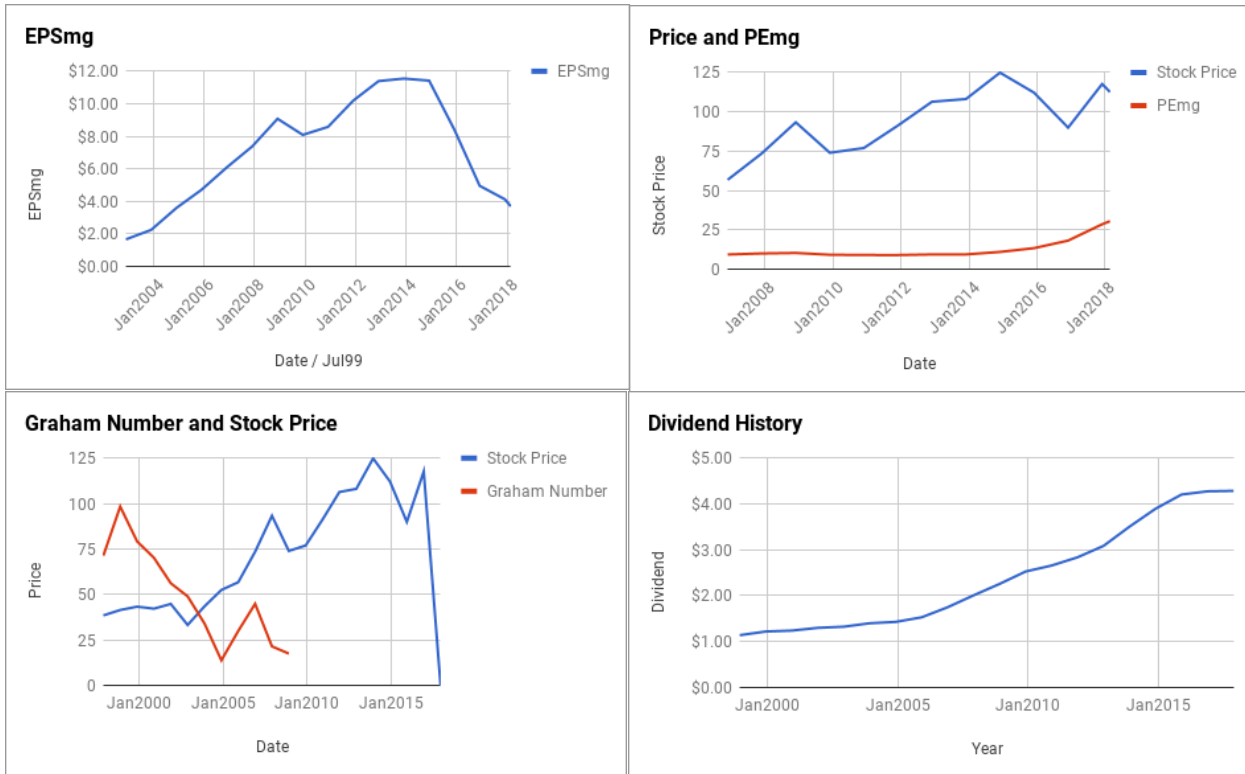 EPSmg
EPSmg
$12.00
$10.00
$8.00
$6.00
$4.00
$2.00
$0.00
EPSmg
Jan2004
Jan2006
Jan2008
Jan2010
Jan2012
Jan2014
Jan2016
Jan2018
Date / Jul99
Price and PEmg
Stock Price
PEmg
125
100
75
50
25
0
Stock Price
Jan2008
Jan2010
Jan2012
Jan2014
Jan2016
Jan2018
Date
Graham Number and Stock Price
Stock Price
Graham Number
125
100
75
50
25
0
Price
Jan2000
Jan2005
Jan2010
Jan2015
Date
Dividend History
$5.00
$4.00
$3.00
$2.00
$1.00
$0.00
Dividend
Jan2000
Jan2005
Jan2010
Jan2015
Year